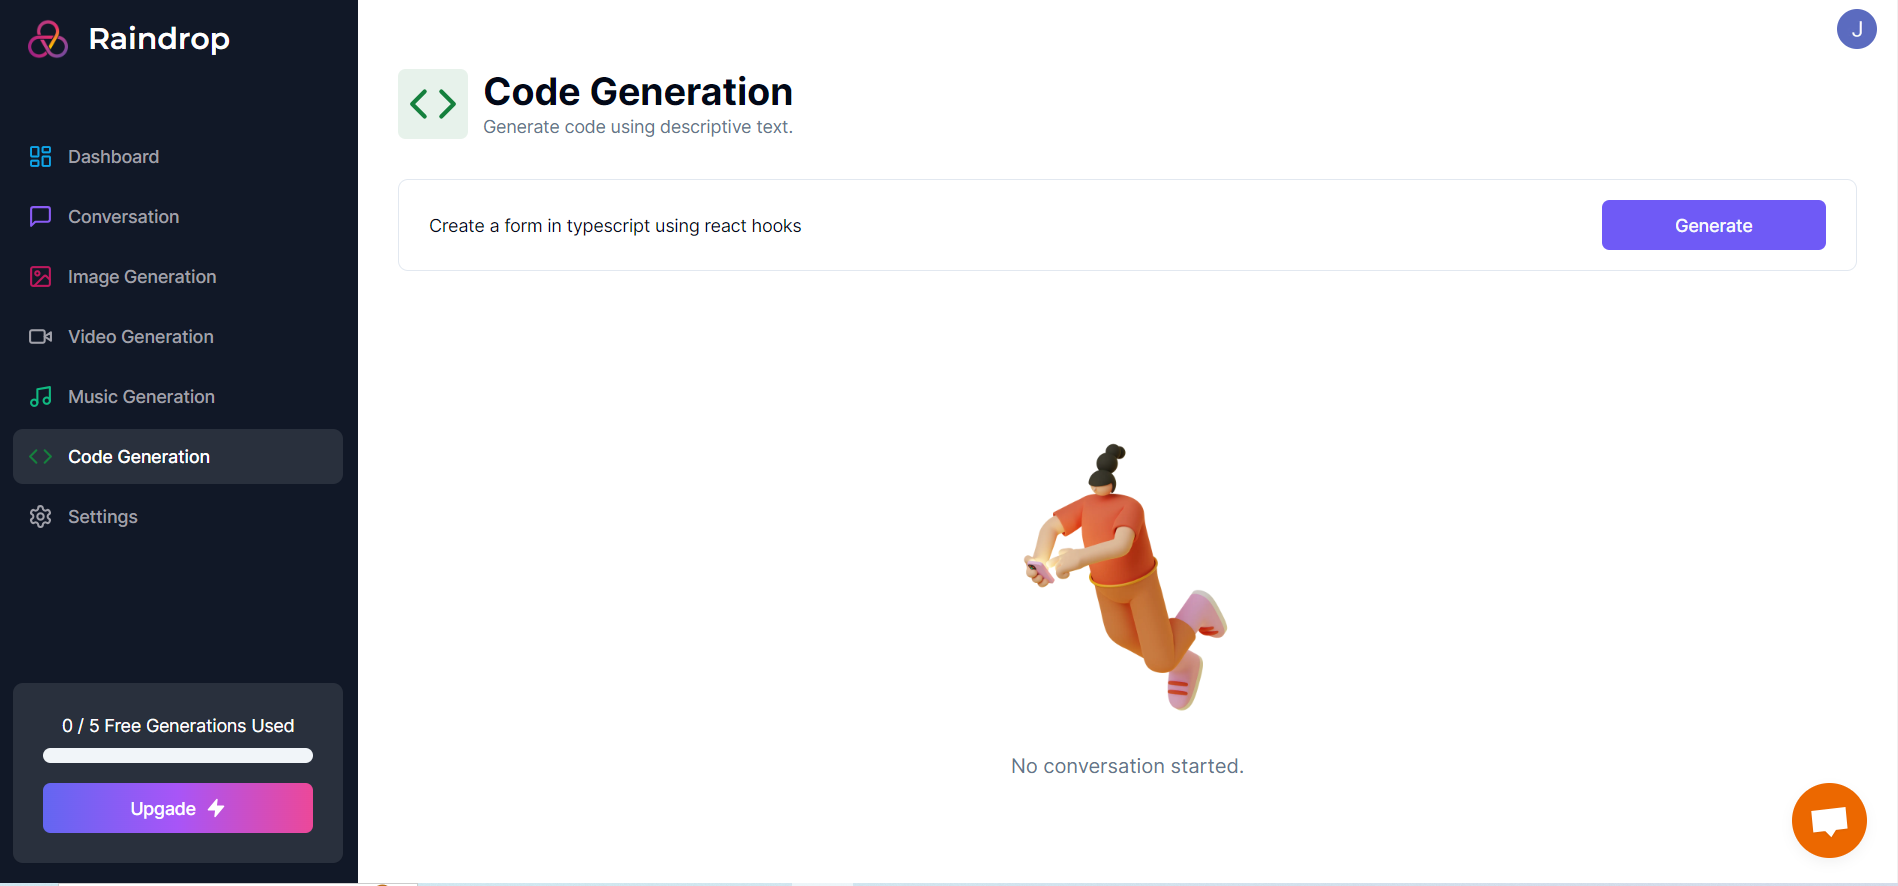 Raindrop
Dashboard
Conversation
Image Generation
Video Generation
Music Generation
Code Generation
Settings
0 / 5 Free Generations Used
Upgade
J
Code Generation
Generate code using descriptive text.
Create a form in typescript using react hooks
Generate
No conversation started.